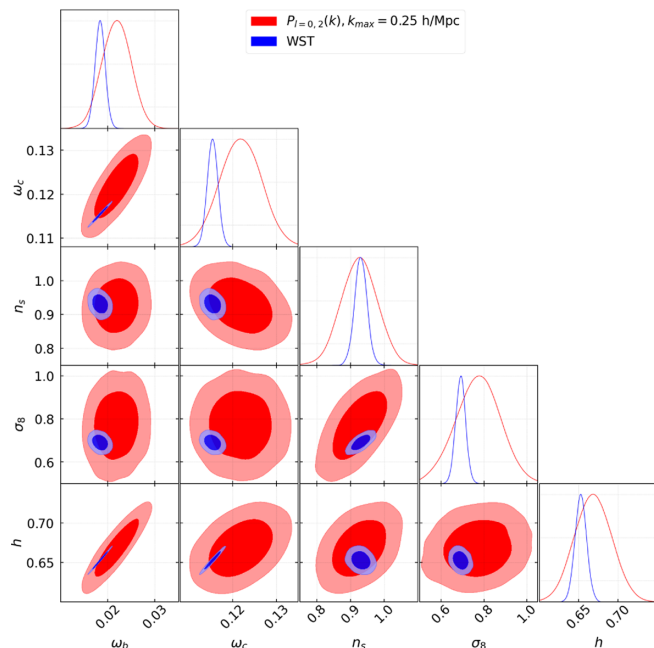 P_{l=0,2}(k), k_{max} = 0.25 h/Mpc
WST
ω_c
0.13
0.12
0.11
n_s
1.0
0.9
0.8
σ_8
1.0
0.8
0.6
h
0.70
0.65
0.02 0.03 0.12 0.13 0.8 0.9 1.0 0.6 0.8 1.0 0.65 0.70
ω_b ω_c n_s σ_8 h